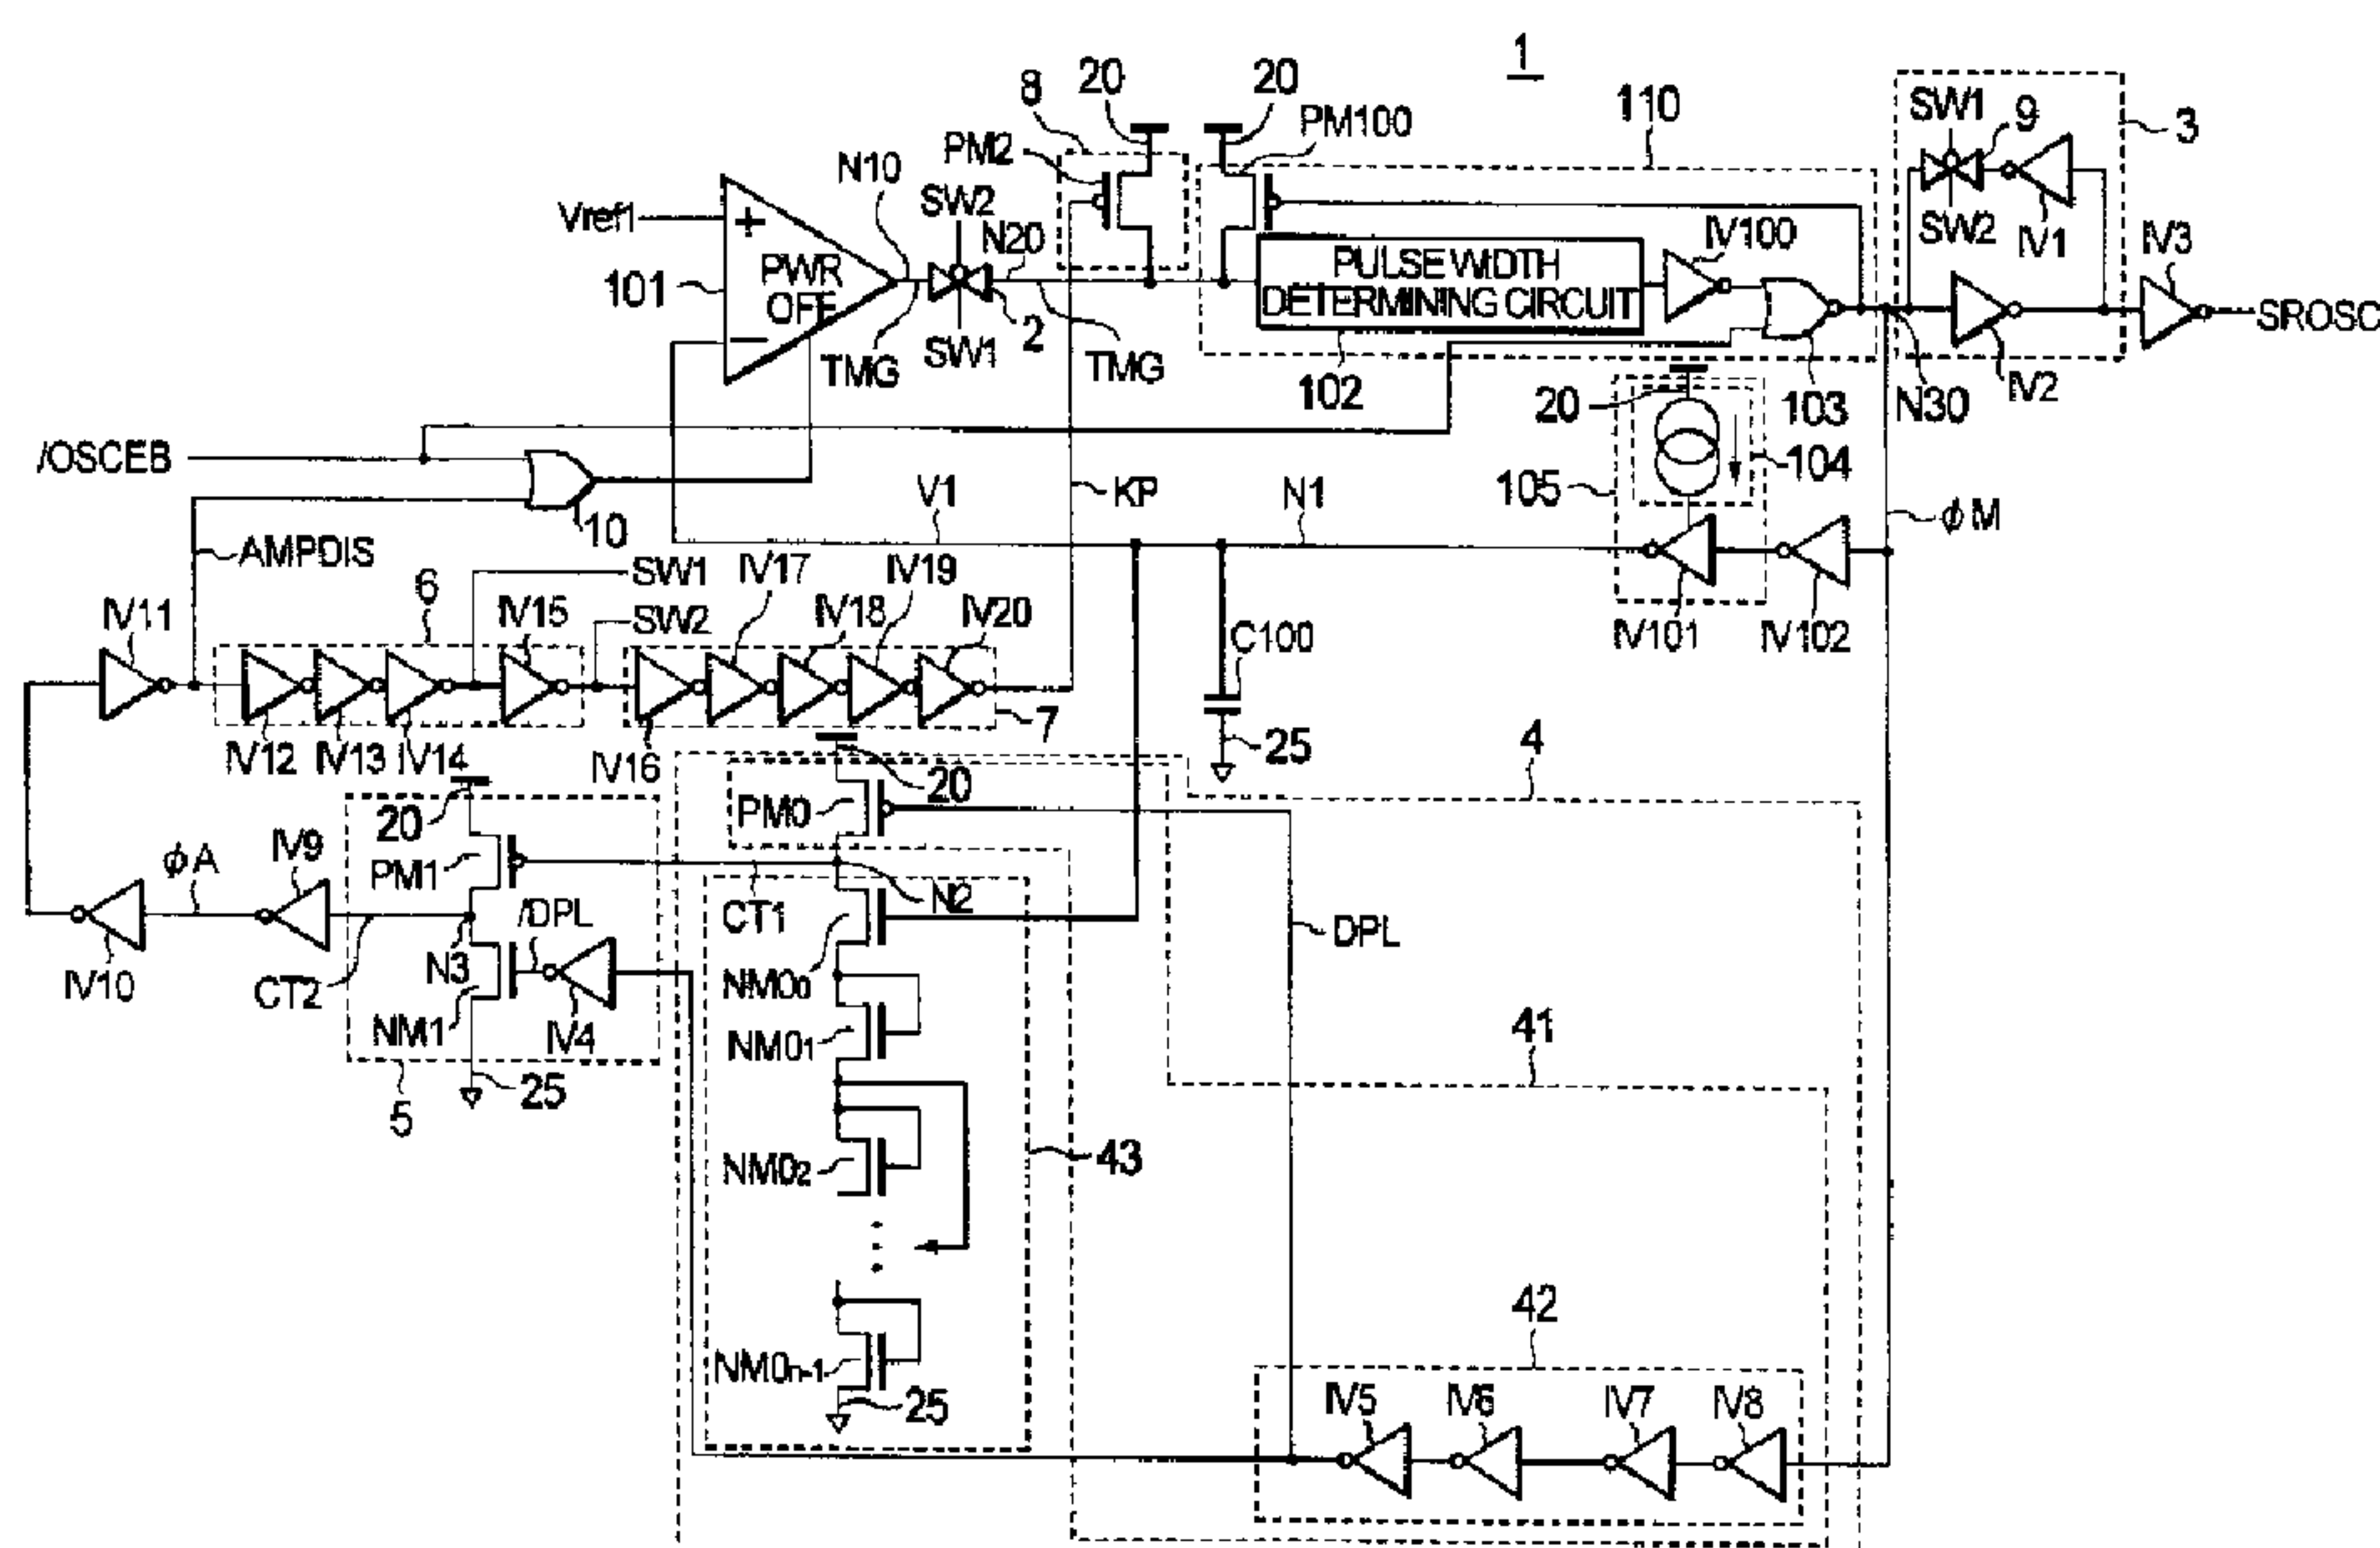 1
8
20
20
PM100
110
SW1
9
3
PM2
N10
SW2
N20
Vref1
+
PWR
OFF
−
101
TMG
SW1
2
TMG
PULSE WIDTH
DETERMINING CIRCUIT
102
IV100
103
SW2
IV1
IV3
SROSC
IV2
N30
20
104
105
φM
/OSCEB
10
AMPDIS
V1
KP
N1
IV101
IV102
IV11
6
SW1
SW2
IV15
IV17
IV18
IV19
IV20
C100
25
IV12
IV13
IV14
IV16
7
4
20
PM0
20
PM1
φA
IV9
IV10
CT2
N3
/DPL
NM1
IV4
25
5
CT1
N2
NM00
NM01
NM02
NM0n-1
25
43
DPL
41
42
IV5
IV6
IV7
IV8